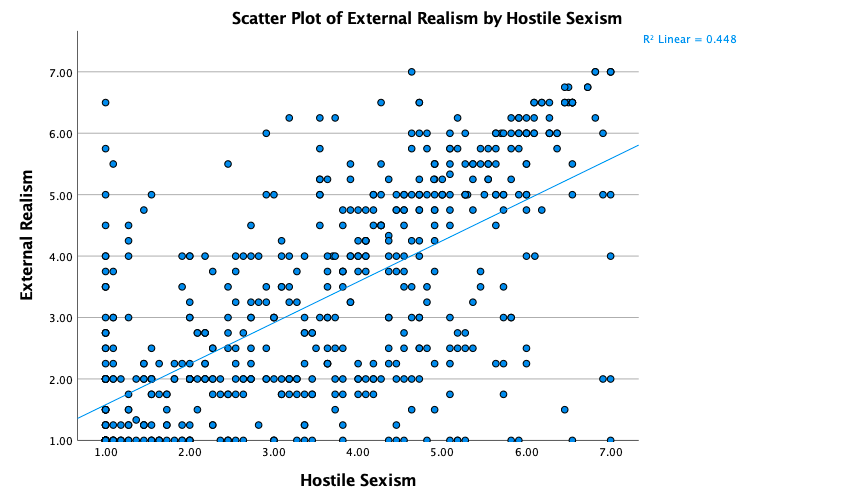 Scatter Plot of External Realism by Hostile Sexism
R² Linear = 0.448
7.00
6.00
5.00
4.00
3.00
2.00
1.00
External Realism
1.00 2.00 3.00 4.00 5.00 6.00 7.00
Hostile Sexism